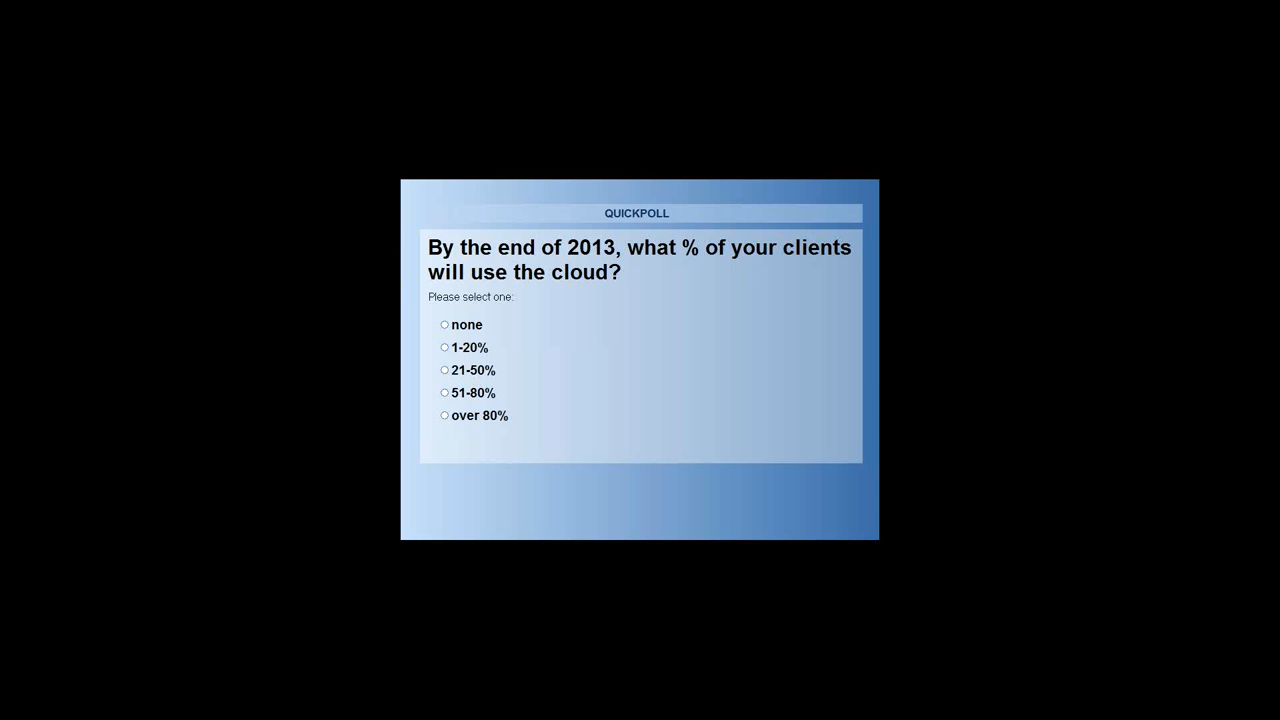 QUICKPOLL
By the end of 2013, what % of your clients
will use the cloud?
Please select one:
none
1-20%
21-50%
51-80%
over 80%